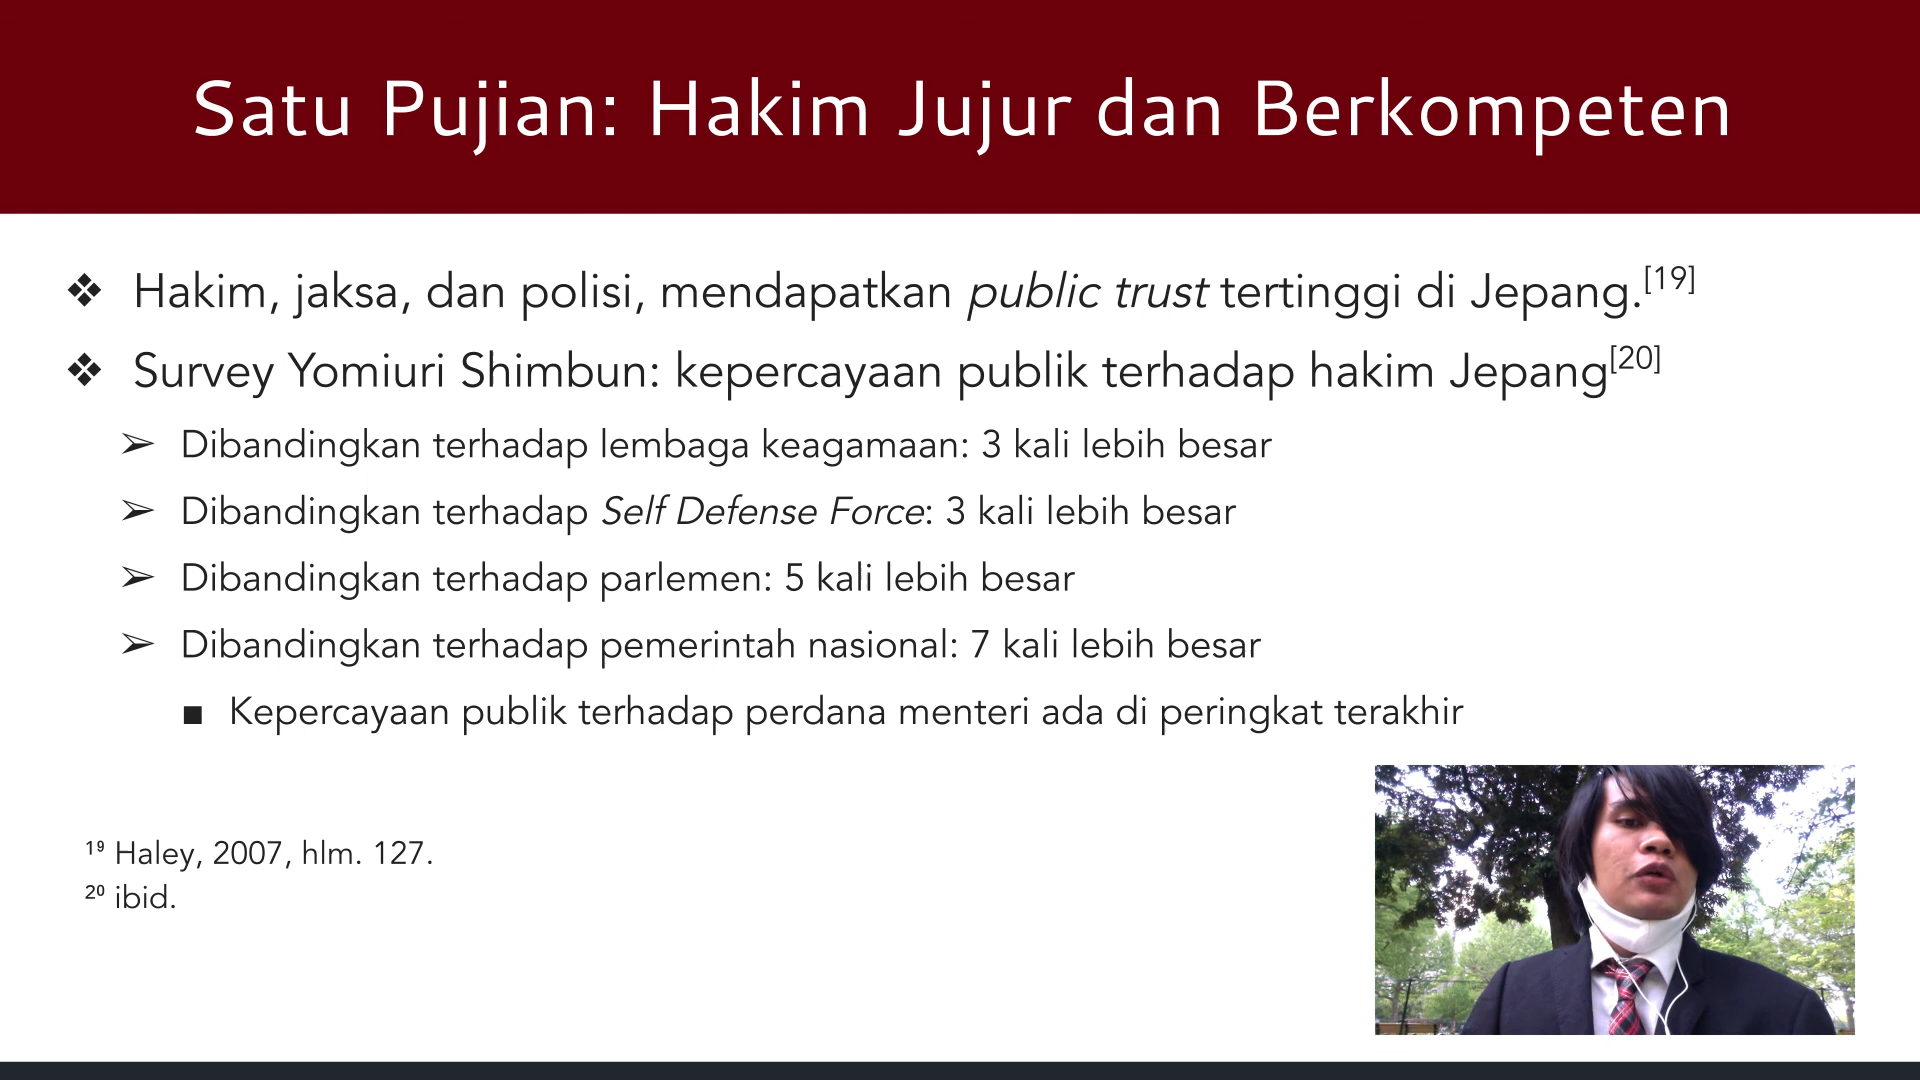 Satu Pujian: Hakim Jujur dan Berkompeten
❖ Hakim, jaksa, dan polisi, mendapatkan public trust tertinggi di Jepang.[19]
❖ Survey Yomiuri Shimbun: kepercayaan publik terhadap hakim Jepang[20]
➢ Dibandingkan terhadap lembaga keagamaan: 3 kali lebih besar
➢ Dibandingkan terhadap Self Defense Force: 3 kali lebih besar
➢ Dibandingkan terhadap parlemen: 5 kali lebih besar
➢ Dibandingkan terhadap pemerintah nasional: 7 kali lebih besar
■ Kepercayaan publik terhadap perdana menteri ada di peringkat terakhir
¹⁹ Haley, 2007, hlm. 127.
²⁰ ibid.